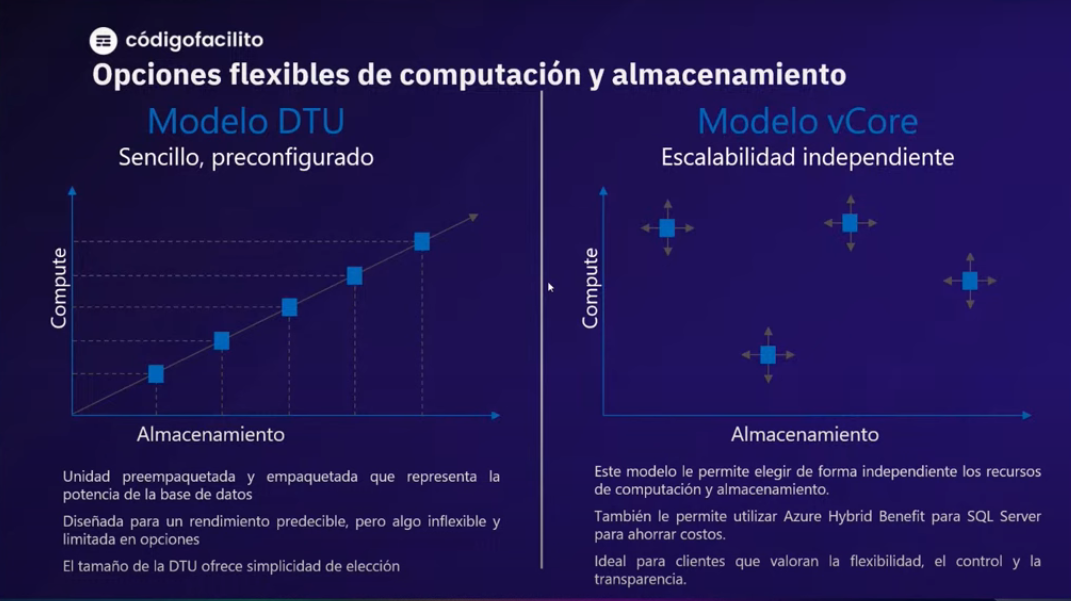 códigofacilito
Opciones flexibles de computación y almacenamiento
Modelo DTU
Sencillo, preconfigurado
Compute
Almacenamiento
Unidad preempaquetada y empaquetada que representa la
potencia de la base de datos
Diseñada para un rendimiento predecible, pero algo inflexible y
limitada en opciones
El tamaño de la DTU ofrece simplicidad de elección
Modelo vCore
Escalabilidad independiente
Compute
Almacenamiento
Este modelo le permite elegir de forma independiente los recursos
de computación y almacenamiento.
También le permite utilizar Azure Hybrid Benefit para SQL Server
para ahorrar costos.
Ideal para clientes que valoran la flexibilidad, el control y la
transparencia.